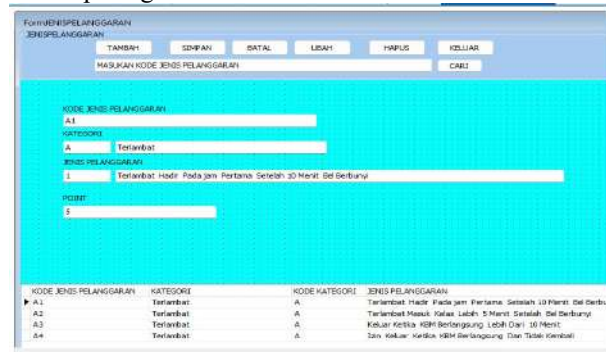 FormJENISPELANGGARAN
JENISPELANGGARAN
TAMBAH SIMPAN BATAL UBAH HAPUS KELUAR
MASUKAN KODE JENIS PELANGGARAN CARI
KODE JENIS PELANGGARAN
A1
KATEGORI
A Terlambat
JENIS PELANGGARAN
1 Terlambat Hadir Pada jam Pertama Setelah 10 Menit Bel Berbunyi
POINT
5
KODE JENIS PELANGGARAN KATEGORI KODE KATEGORI JENIS PELANGGARAN
A1 Terlambat A Terlambat Hadir Pada jam Pertama Setelah 10 Menit Bel Berbu
A2 Terlambat A Terlambat Masuk Kelas Lebih 5 Menit Setelah Bel Berbunyi
A3 Terlambat A Keluar Ketika KBM Berlangsung Lebih Dari 10 Menit
A4 Terlambat A Izin Keluar Ketika KBM Berlangsung Dan Tidak Kembali